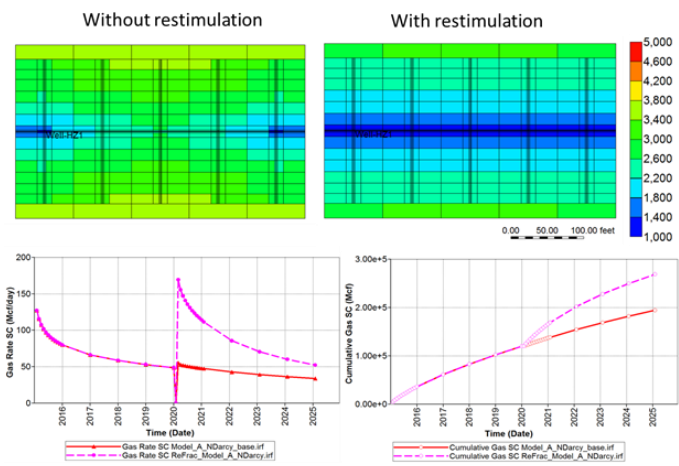 Without restimulation
With restimulation
Well-HZ1
Well-HZ1
5,000
4,600
4,200
3,800
3,400
3,000
2,600
2,200
1,800
1,400
1,000
0.00 50.00 100.00 feet
Gas Rate SC (Mcf/day)
200
150
100
50
0
2016 2017 2018 2019 2020 2021 2022 2023 2024 2025
Time (Date)
Gas Rate SC Model_A_NDarcy_base.irf
Gas Rate SC ReFrac_Model_A_NDarcy.irf
Cumulative Gas SC (Mcf)
3.00e+5
2.00e+5
1.00e+5
0.00e+0
2016 2017 2018 2019 2020 2021 2022 2023 2024 2025
Time (Date)
Cumulative Gas SC Model_A_NDarcy_base.irf
Cumulative Gas SC ReFrac_Model_A_NDarcy.irf